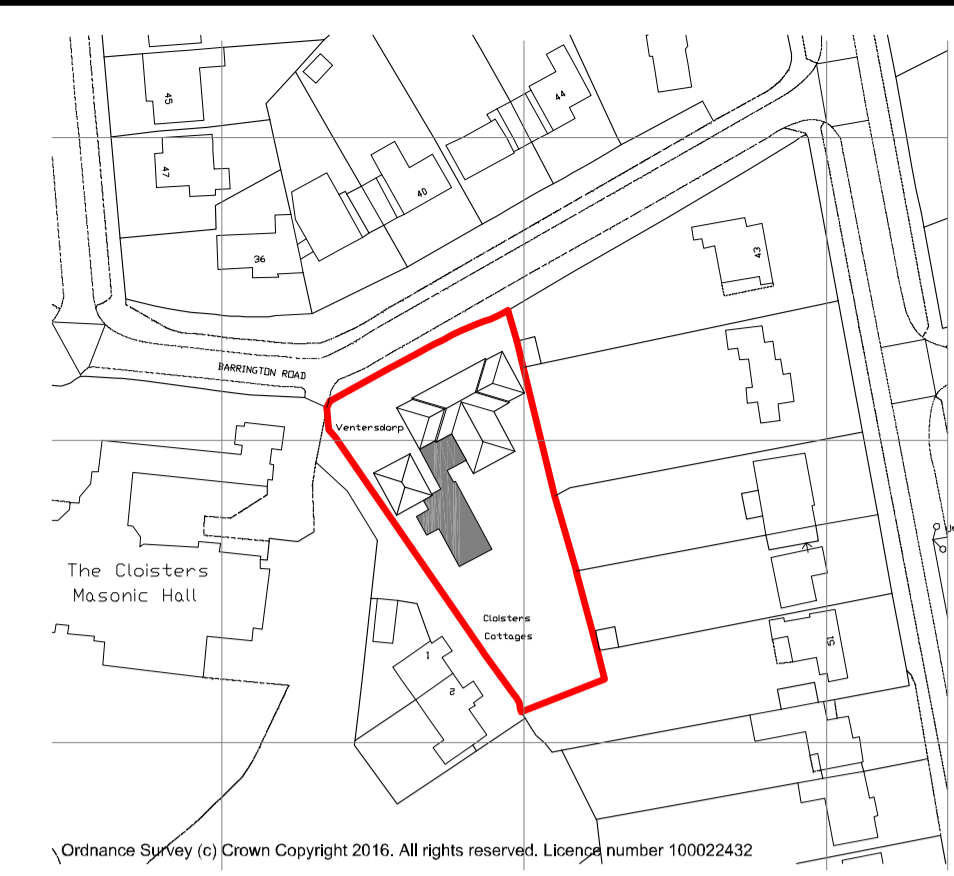 45
44
47
40
36
43
BARRINGTON ROAD
Ventersdorp
The Cloisters
Masonic Hall
Cloisters
Cottages
51
1
2
Ordnance Survey (c) Crown Copyright 2016. All rights reserved. Licence number 100022432